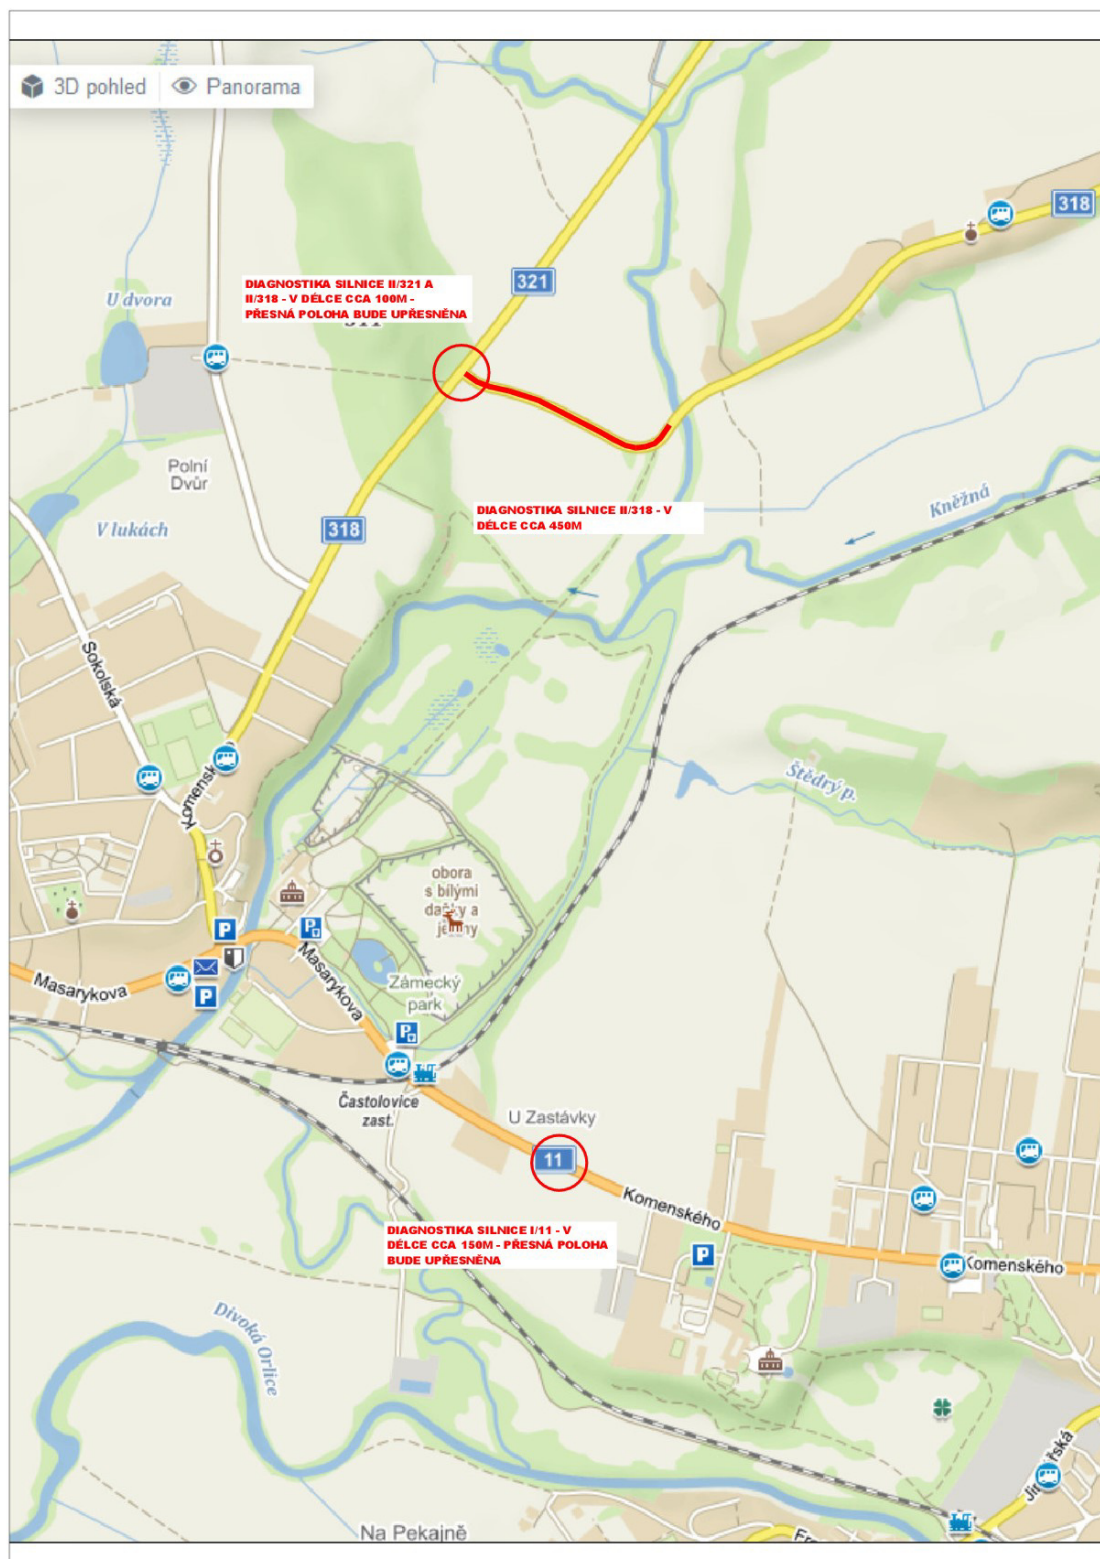 3D pohled
Panorama
318
321
DIAGNOSTIKA SILNICE II/321 A
II/318 - V DÉLCE CCA 100M -
PŘESNÁ POLOHA BUDE UPŘESNĚNA
U dvora
Polní
Dvůr
V lukách
318
DIAGNOSTIKA SILNICE II/318 - V
DÉLCE CCA 450M
Kněžná
Sokolská
Štědrý p.
obora
s bílými
daňky a
jeleny
Masarykova
Masarykova
Zámecký
park
Častolovice
zast.
U Zastávky
11
Komenského
DIAGNOSTIKA SILNICE I/11 - V
DÉLCE CCA 150M - PŘESNÁ POLOHA
BUDE UPŘESNĚNA
Komenského
Divoká Orlice
Na Pekajně